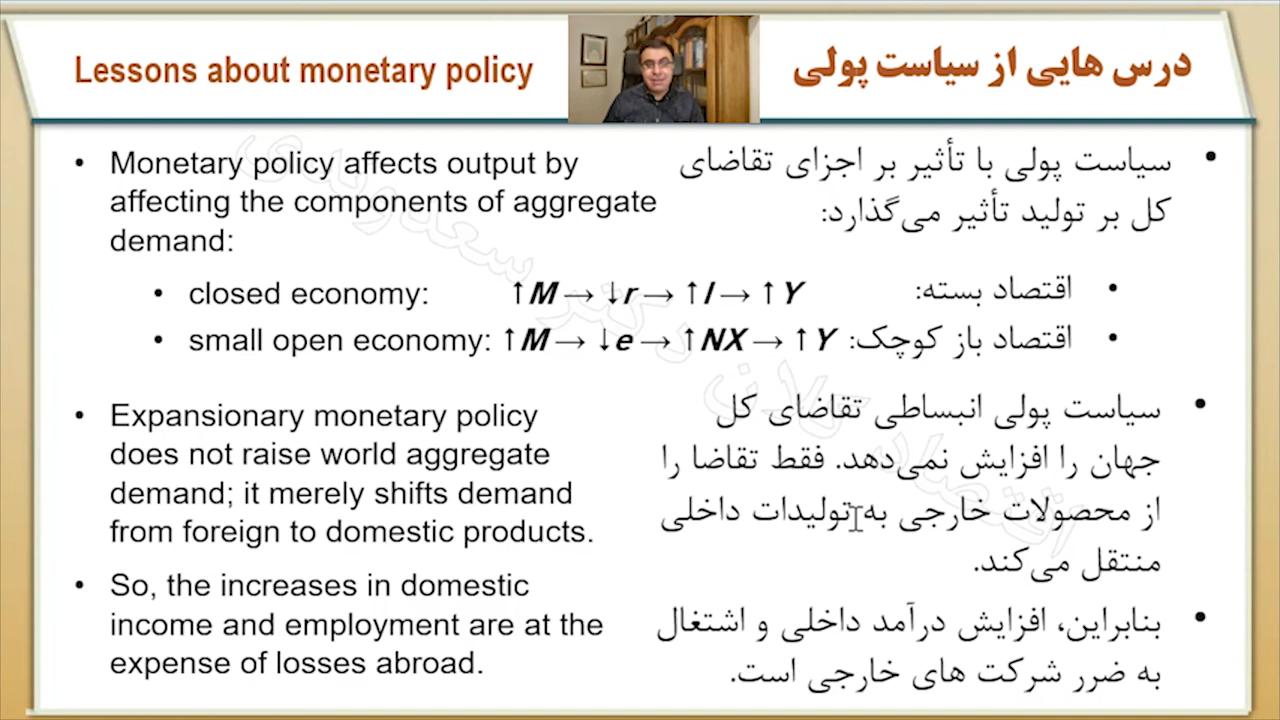 Lessons about monetary policy
درس هایی از سیاست پولی
• Monetary policy affects output by
affecting the components of aggregate
demand:
• سیاست پولی با تأثیر بر اجزای تقاضای
کل بر تولید تأثیر می‌گذارد:
• closed economy: ↑M → ↓r → ↑I → ↑Y • اقتصاد بسته:
• small open economy: ↑M → ↓e → ↑NX → ↑Y • اقتصاد باز کوچک:
• Expansionary monetary policy
does not raise world aggregate
demand; it merely shifts demand
from foreign to domestic products.
• سیاست پولی انبساطی تقاضای کل
جهان را افزایش نمی‌دهد. فقط تقاضا را
از محصولات خارجی به تولیدات داخلی
منتقل می‌کند.
• So, the increases in domestic
income and employment are at the
expense of losses abroad.
• بنابراین، افزایش درآمد داخلی و اشتغال
به ضرر شرکت های خارجی است.
اقتصاد کلان دکتر سعدوندی